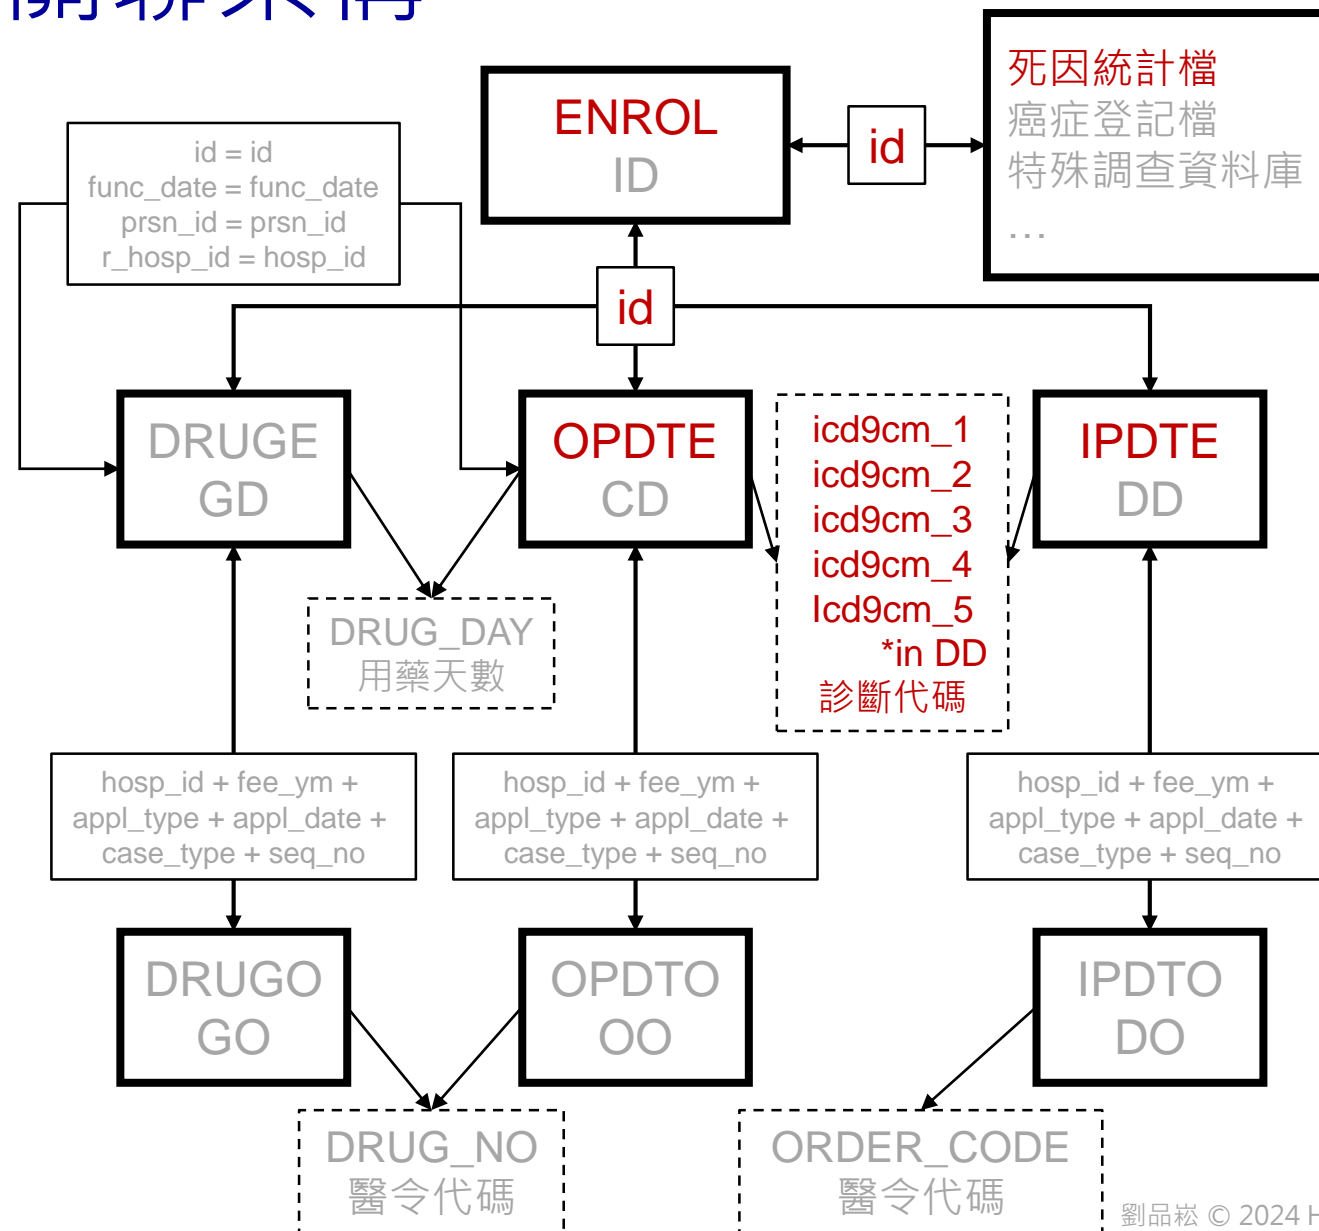 關聯架構
死因統計檔
癌症登記檔
特殊調查資料庫
...
ENROL
ID
id
id = id
func_date = func_date
prsn_id = prsn_id
r_hosp_id = hosp_id
id
DRUGE
GD
OPDTE
CD
icd9cm_1
icd9cm_2
icd9cm_3
icd9cm_4
Icd9cm_5
*in DD
診斷代碼
IPDTE
DD
DRUG_DAY
用藥天數
hosp_id + fee_ym +
appl_type + appl_date +
case_type + seq_no
hosp_id + fee_ym +
appl_type + appl_date +
case_type + seq_no
hosp_id + fee_ym +
appl_type + appl_date +
case_type + seq_no
DRUGO
GO
OPDTO
OO
IPDTO
DO
DRUG_NO
醫令代碼
ORDER_CODE
醫令代碼
劉品崧 © 2024 H